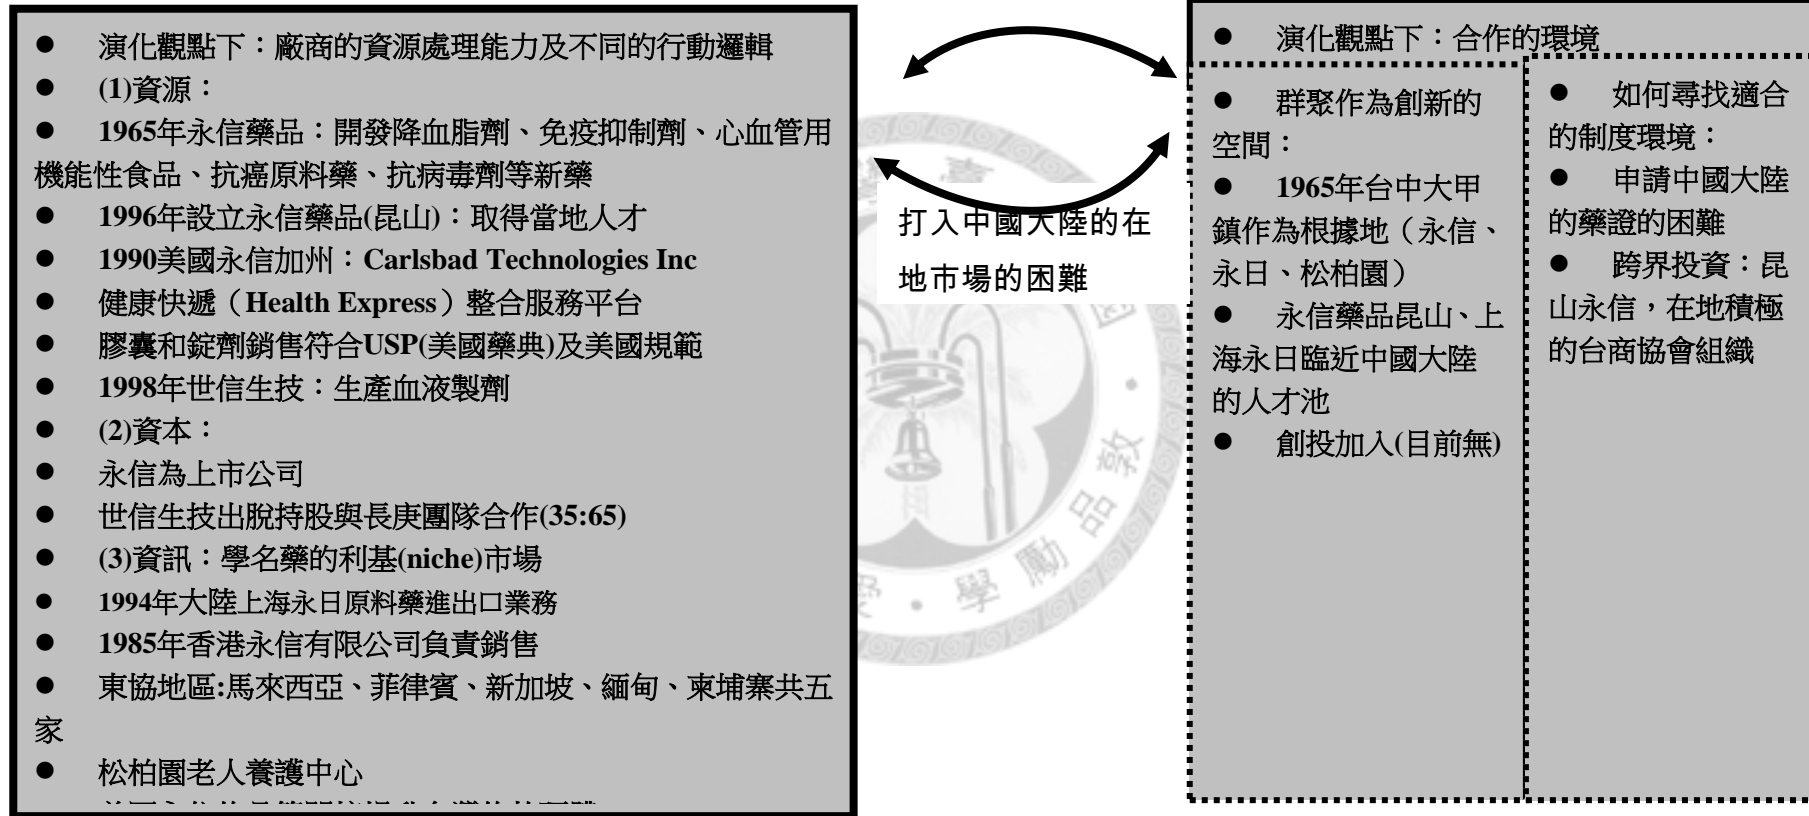 ● 演化觀點下：廠商的資源處理能力及不同的行動邏輯
● (1)資源：
● 1965年永信藥品：開發降血脂劑、免疫抑制劑、心血管用
機能性食品、抗癌原料藥、抗病毒劑等新藥
● 1996年設立永信藥品(昆山)：取得當地人才
● 1990美國永信加州：Carlsbad Technologies Inc
● 健康快遞（Health Express）整合服務平台
● 膠囊和錠劑銷售符合USP(美國藥典)及美國規範
● 1998年世信生技：生產血液製劑
● (2)資本：
● 永信為上市公司
● 世信生技出脫持股與長庚團隊合作(35:65)
● (3)資訊：學名藥的利基(niche)市場
● 1994年大陸上海永日原料藥進出口業務
● 1985年香港永信有限公司負責銷售
● 東協地區:馬來西亞、菲律賓、新加坡、緬甸、柬埔寨共五
家
● 松柏園老人養護中心
打入中國大陸的在
地市場的困難
● 演化觀點下：合作的環境
● 群聚作為創新的
空間：
● 1965年台中大甲
鎮作為根據地（永信、
永日、松柏園）
● 永信藥品昆山、上
海永日臨近中國大陸
的人才池
● 創投加入(目前無)
● 如何尋找適合
的制度環境：
● 申請中國大陸
的藥證的困難
● 跨界投資：昆
山永信，在地積極
的台商協會組織